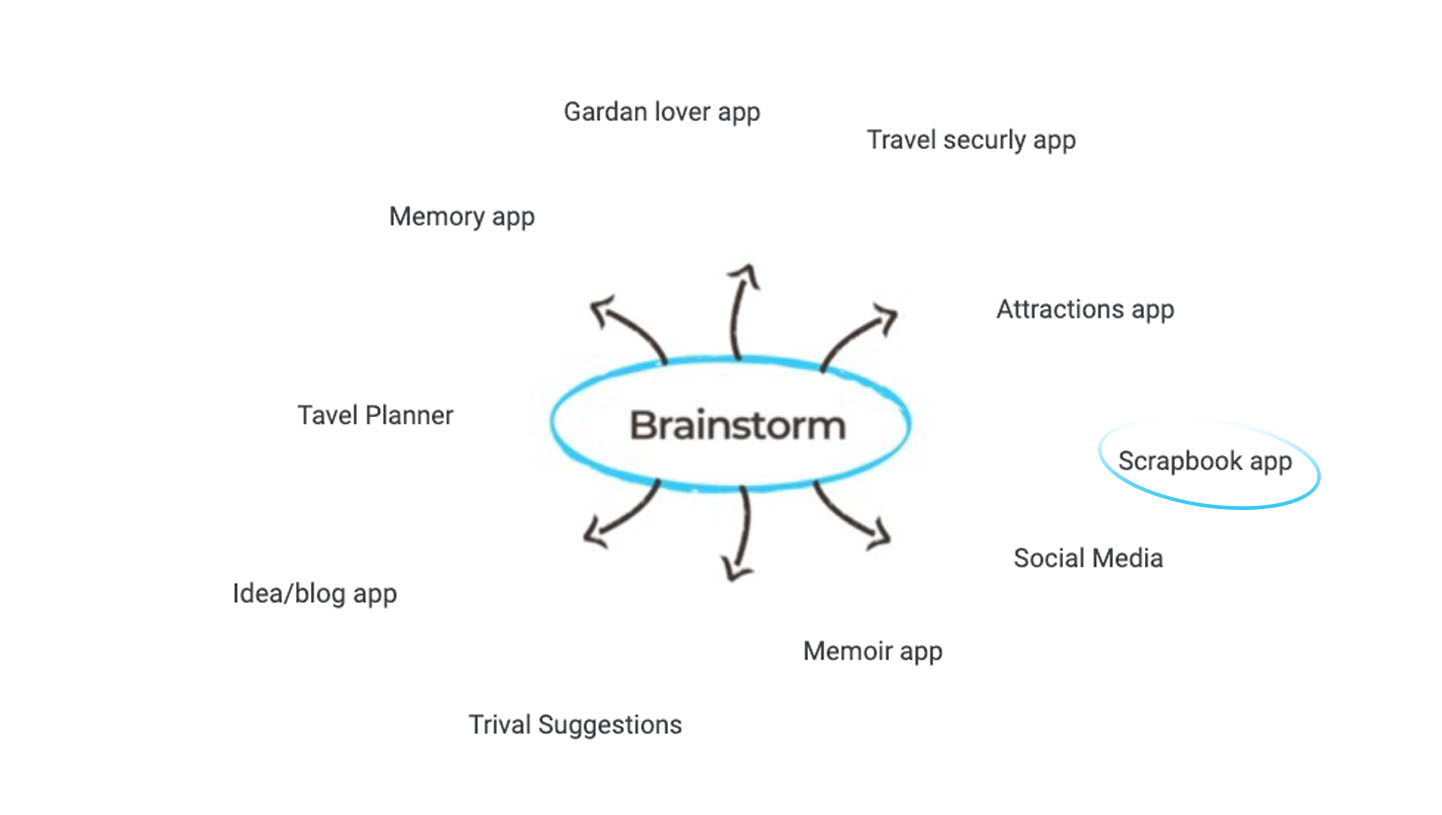 Gardan lover app
Travel securly app
Memory app
Attractions app
Tavel Planner
Brainstorm
Scrapbook app
Social Media
Idea/blog app
Memoir app
Trival Suggestions